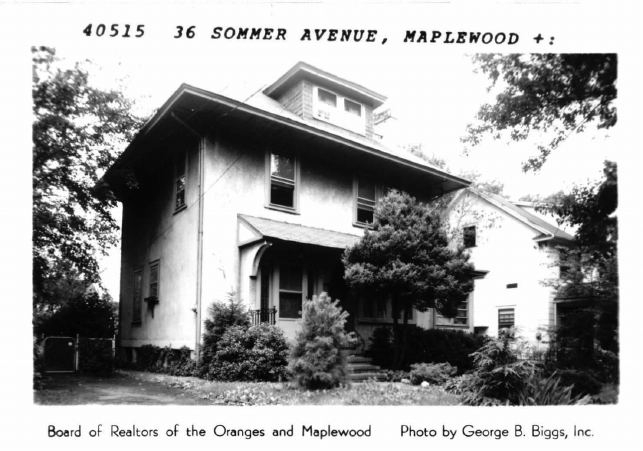 40515 36 SOMMER AVENUE, MAPLEWOOD +:
Board of Realtors of the Oranges and Maplewood Photo by George B. Biggs, Inc.